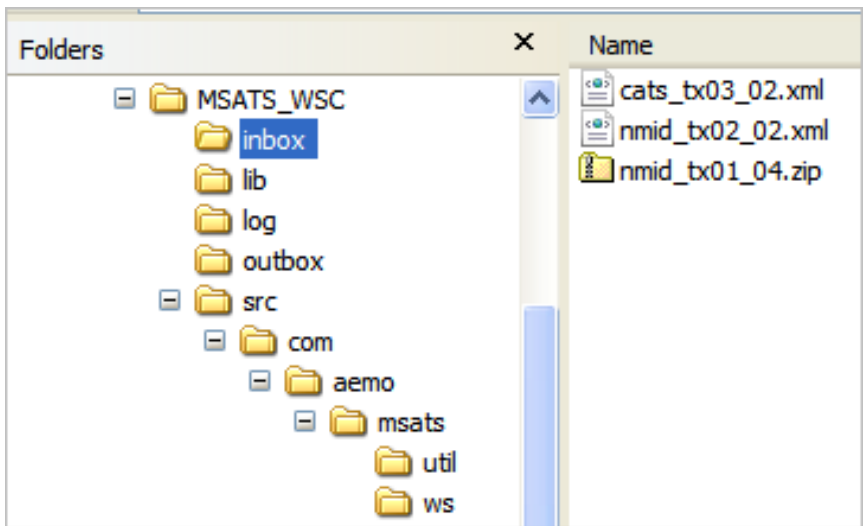 Folders
MSATS_WSC
inbox
lib
log
outbox
src
com
aemo
msats
util
ws
Name
cats_tx03_02.xml
nmid_tx02_02.xml
nmid_tx01_04.zip